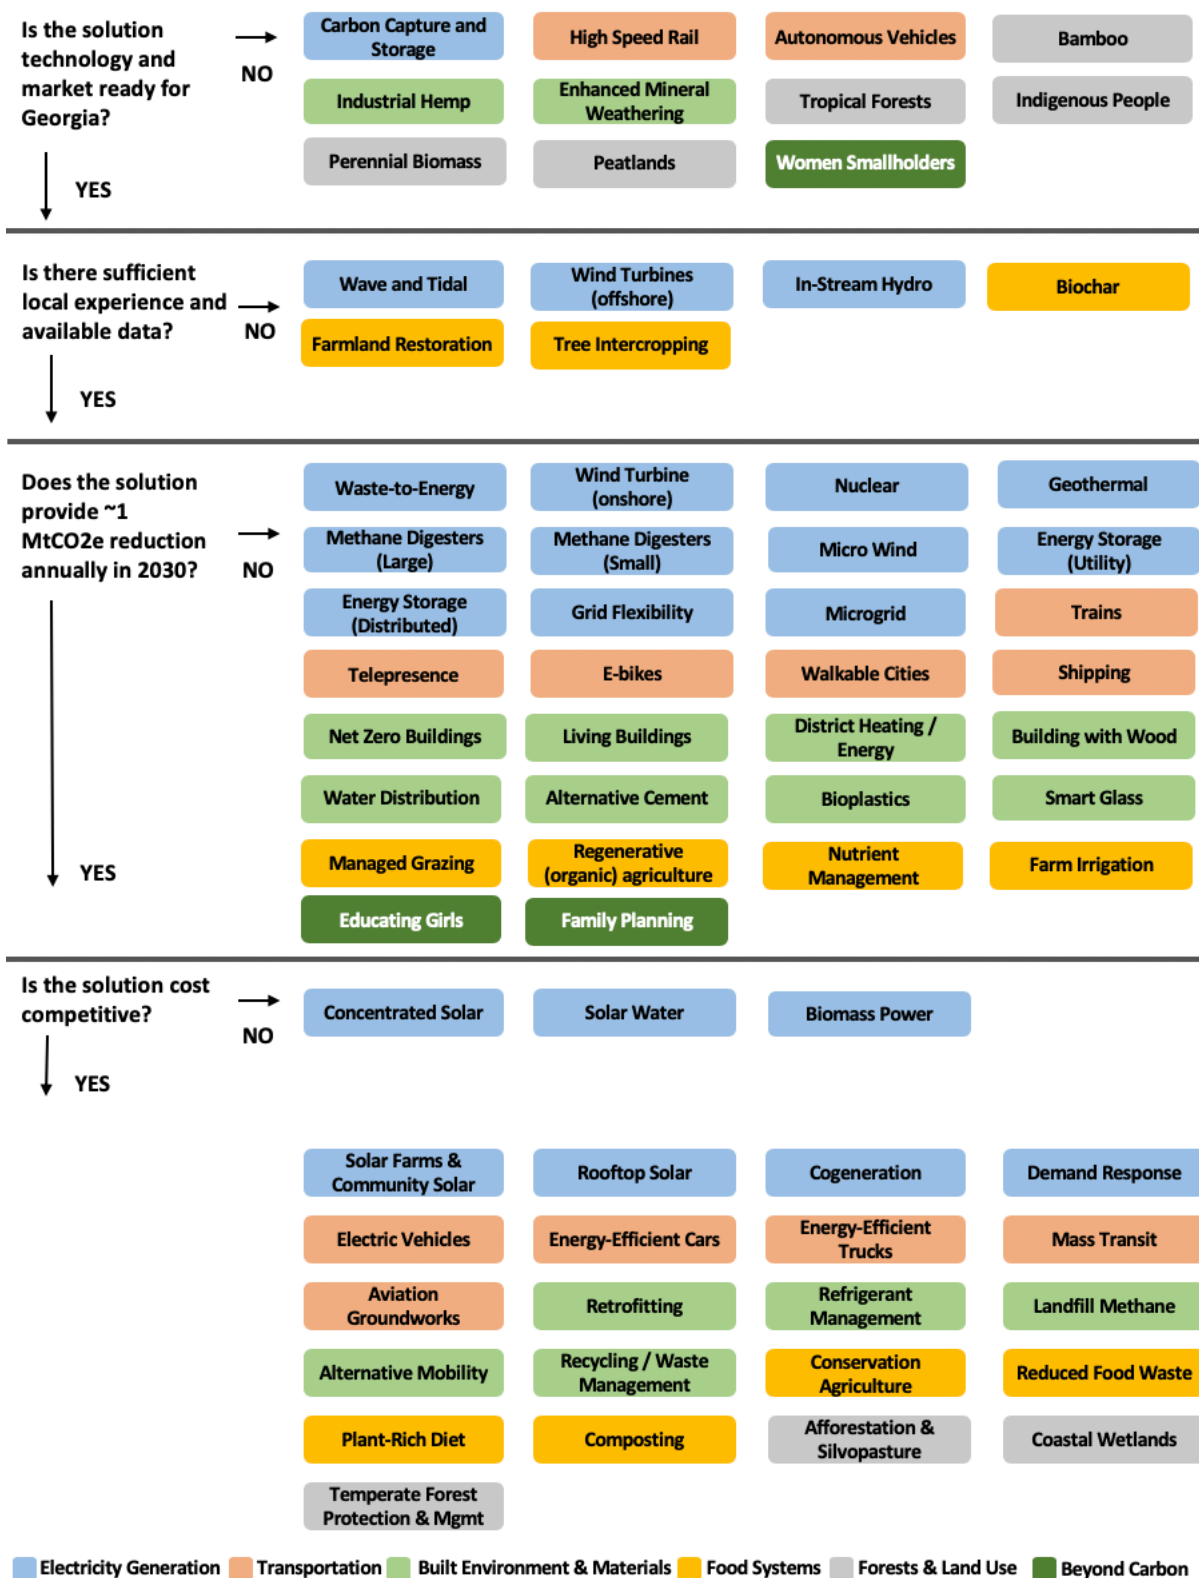 Is the solution
technology and
market ready for
Georgia?
NO
YES
Carbon Capture and
Storage
High Speed Rail
Autonomous Vehicles
Bamboo
Industrial Hemp
Enhanced Mineral
Weathering
Tropical Forests
Indigenous People
Perennial Biomass
Peatlands
Women Smallholders
Is there sufficient
local experience and
available data?
NO
YES
Wave and Tidal
Wind Turbines
(offshore)
In-Stream Hydro
Biochar
Farmland Restoration
Tree Intercropping
Does the solution
provide ~1
MtCO2e reduction
annually in 2030?
NO
YES
Waste-to-Energy
Wind Turbine
(onshore)
Nuclear
Geothermal
Methane Digesters
(Large)
Methane Digesters
(Small)
Micro Wind
Energy Storage
(Utility)
Energy Storage
(Distributed)
Grid Flexibility
Microgrid
Trains
Telepresence
E-bikes
Walkable Cities
Shipping
Net Zero Buildings
Living Buildings
District Heating /
Energy
Building with Wood
Water Distribution
Alternative Cement
Bioplastics
Smart Glass
Managed Grazing
Regenerative
(organic) agriculture
Nutrient
Management
Farm Irrigation
Educating Girls
Family Planning
Is the solution cost
competitive?
NO
YES
Concentrated Solar
Solar Water
Biomass Power
Solar Farms &
Community Solar
Rooftop Solar
Cogeneration
Demand Response
Electric Vehicles
Energy-Efficient Cars
Energy-Efficient
Trucks
Mass Transit
Aviation
Groundworks
Retrofitting
Refrigerant
Management
Landfill Methane
Alternative Mobility
Recycling / Waste
Management
Conservation
Agriculture
Reduced Food Waste
Plant-Rich Diet
Composting
Afforestation &
Silvopasture
Coastal Wetlands
Temperate Forest
Protection & Mgmt
Electricity Generation
Transportation
Built Environment & Materials
Food Systems
Forests & Land Use
Beyond Carbon